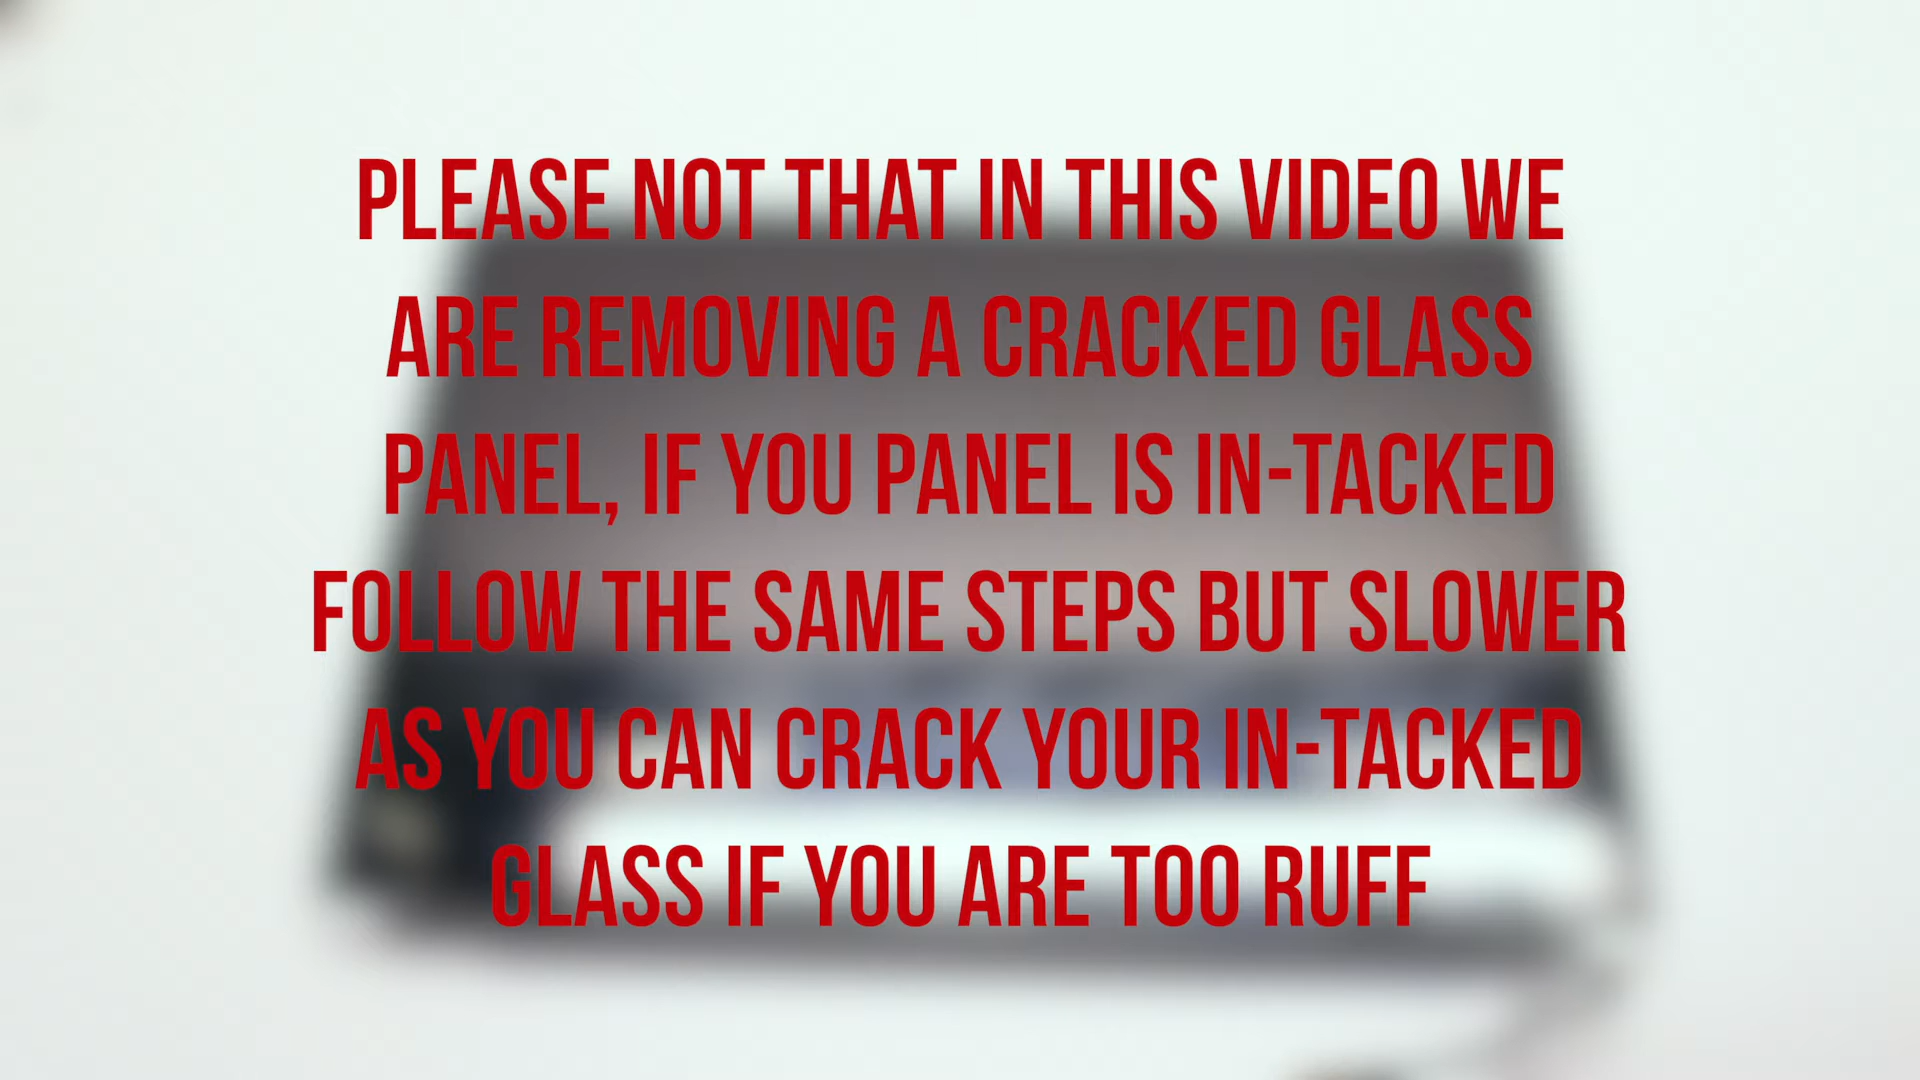 PLEASE NOT THAT IN THIS VIDEO WE
ARE REMOVING A CRACKED GLASS
PANEL, IF YOU PANEL IS IN-TACKED
FOLLOW THE SAME STEPS BUT SLOWER
AS YOU CAN CRACK YOUR IN-TACKED
GLASS IF YOU ARE TOO RUFF